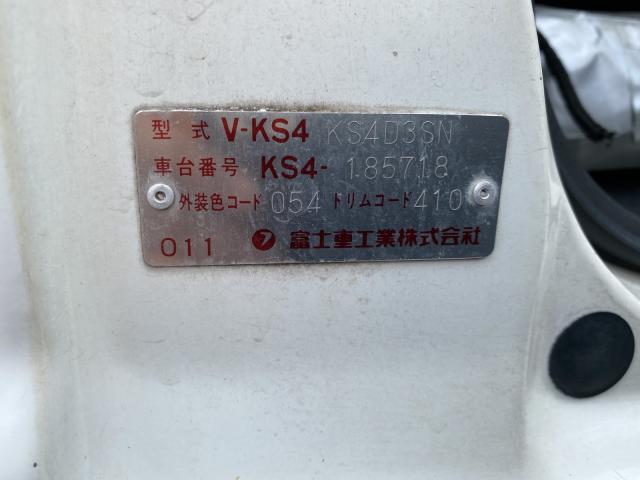 型式 V-KS4 KS4D3SN
車台番号 KS4-185718
外装色コード 054 トリムコード 410
011 フ 富士重工業株式会社